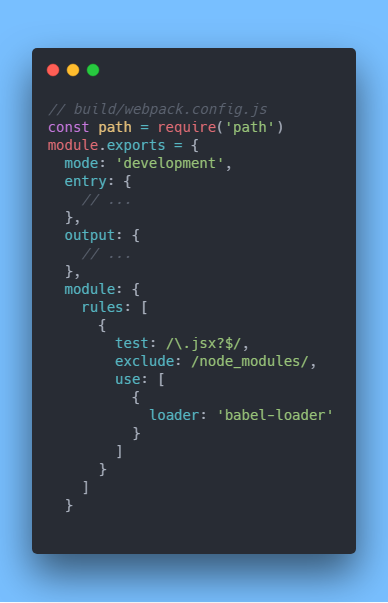 // build/webpack.config.js
const path = require('path')
module.exports = {
  mode: 'development',
  entry: {
    // ...
  },
  output: {
    // ...
  },
  module: {
    rules: [
      {
        test: /\.jsx?$/,
        exclude: /node_modules/,
        use: [
          {
            loader: 'babel-loader'
          }
        ]
      }
    ]
  }